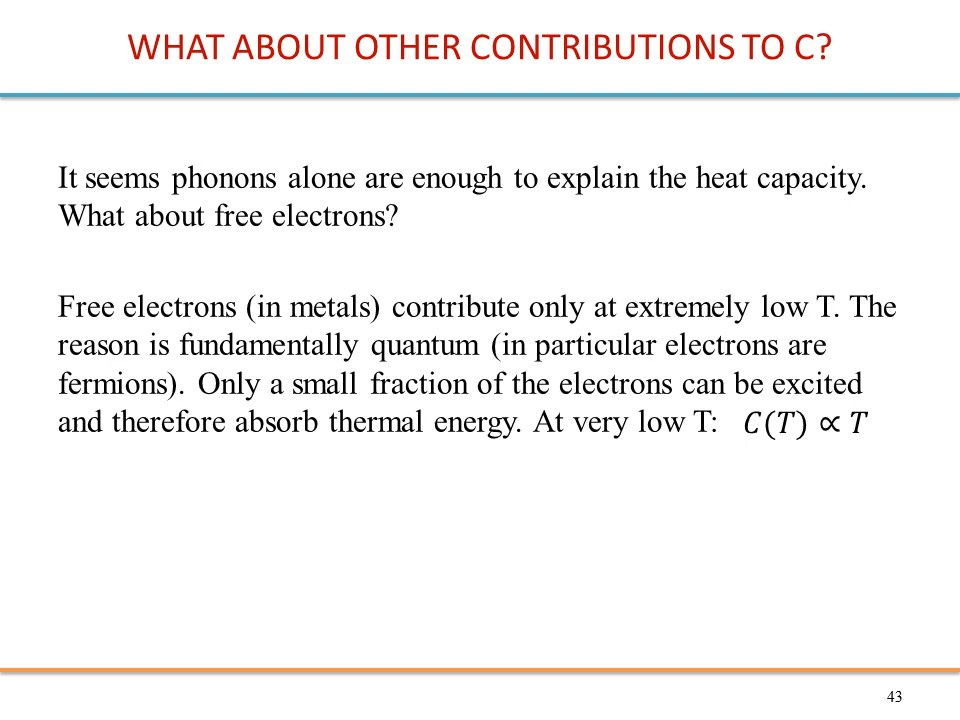 WHAT ABOUT OTHER CONTRIBUTIONS TO C?
It seems phonons alone are enough to explain the heat capacity.
What about free electrons?
Free electrons (in metals) contribute only at extremely low T. The
reason is fundamentally quantum (in particular electrons are
fermions). Only a small fraction of the electrons can be excited
and therefore absorb thermal energy. At very low T: 𝐶(𝑇) ∝ 𝑇
43